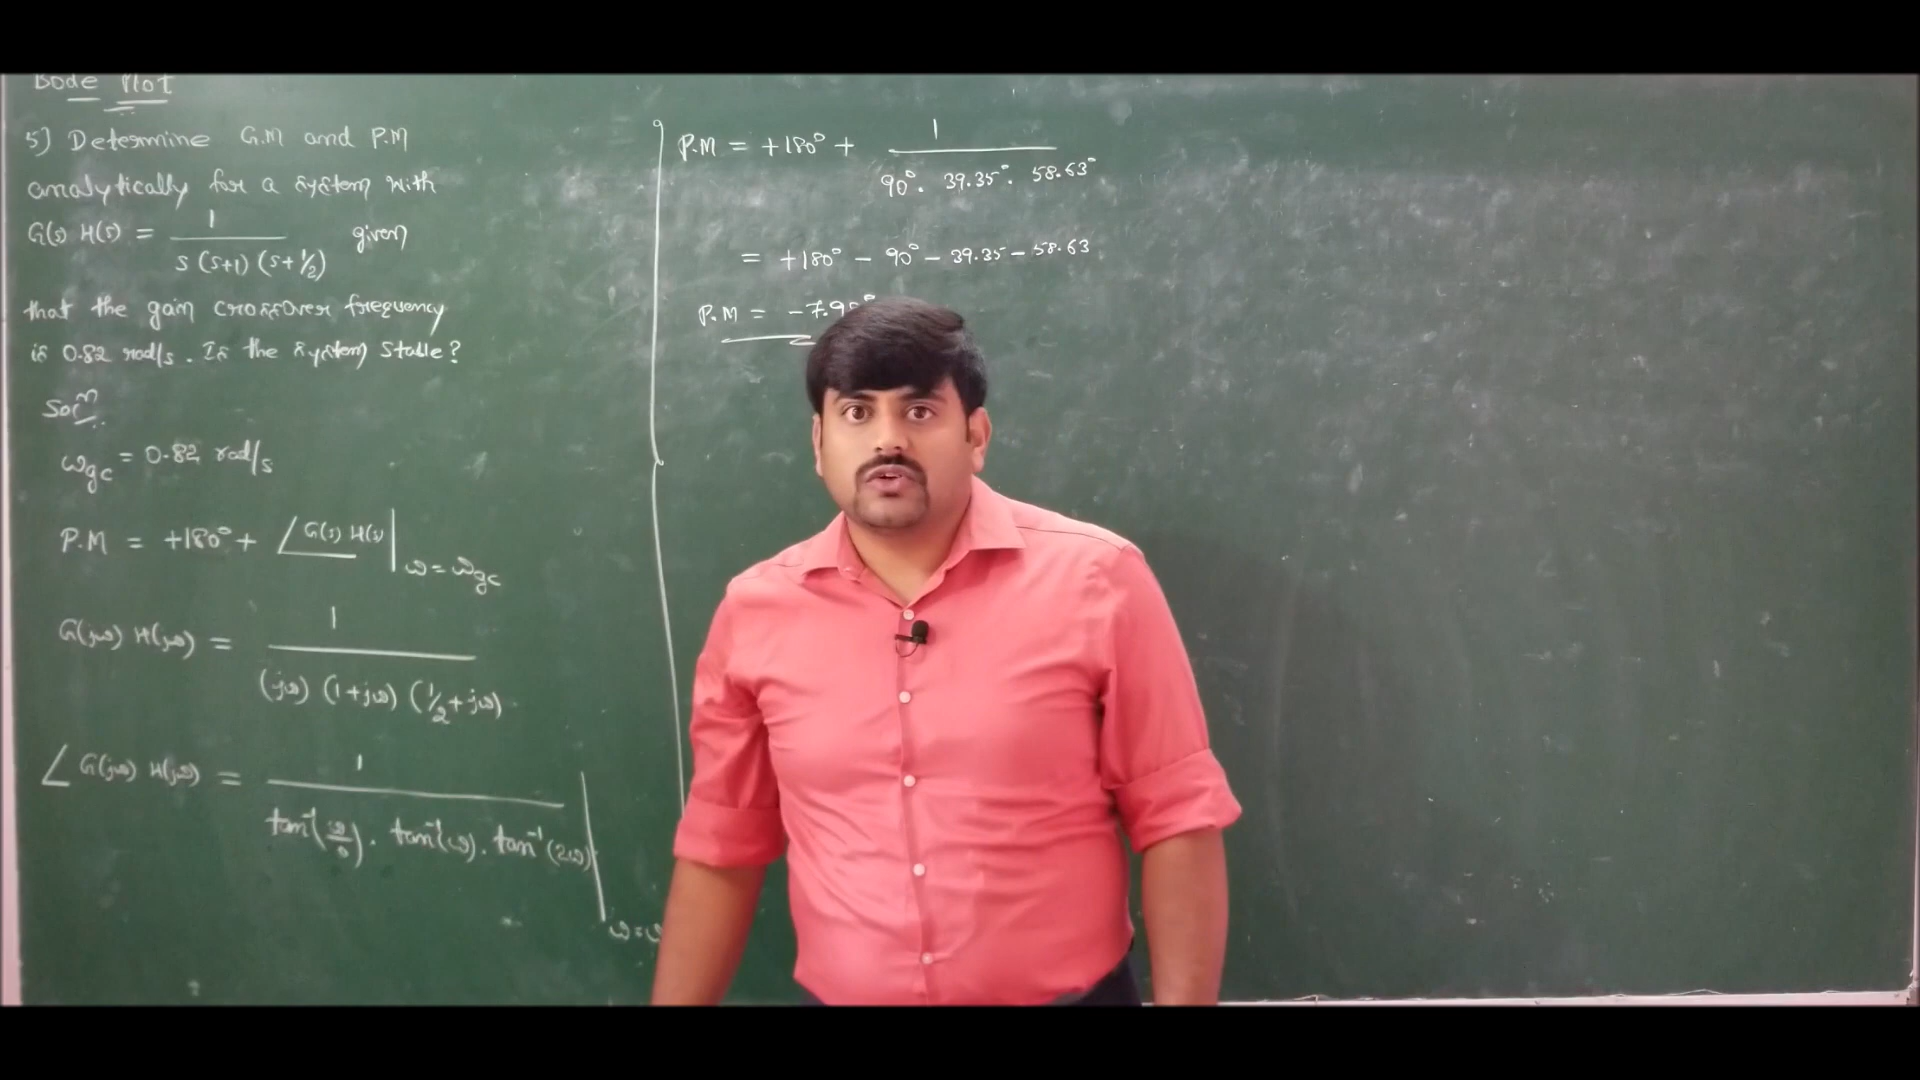 Bode Plot
5) Determine G.M and P.M
analytically for a system with
G(s) H(s) = 1 / s (s+1) (s+1/2) given
that the gain crossover frequency
is 0.82 rad/s. Is the system stable?
Soln
ωgc = 0.82 rad/s
P.M = +180° + ∠G(s) H(s) | ω = ωgc
G(jω) H(jω) = 1 / (jω) (1+jω) (1/2+jω)
∠G(jω) H(jω) = 1 / tan⁻¹(ω/0) . tan⁻¹(ω) . tan⁻¹(2ω) |
ω = ω
P.M = +180° + 1 / 90° . 39.35° . 58.63°
= +180° – 90° – 39.35 – 58.63
P.M = –7.98°